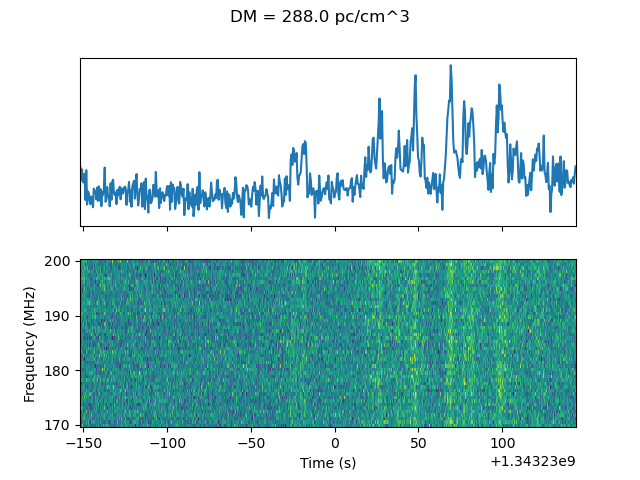 DM = 288.0 pc/cm^3
200
190
180
170
Frequency (MHz)
−150 −100 −50 0 50 100
Time (s)
+1.34323e9